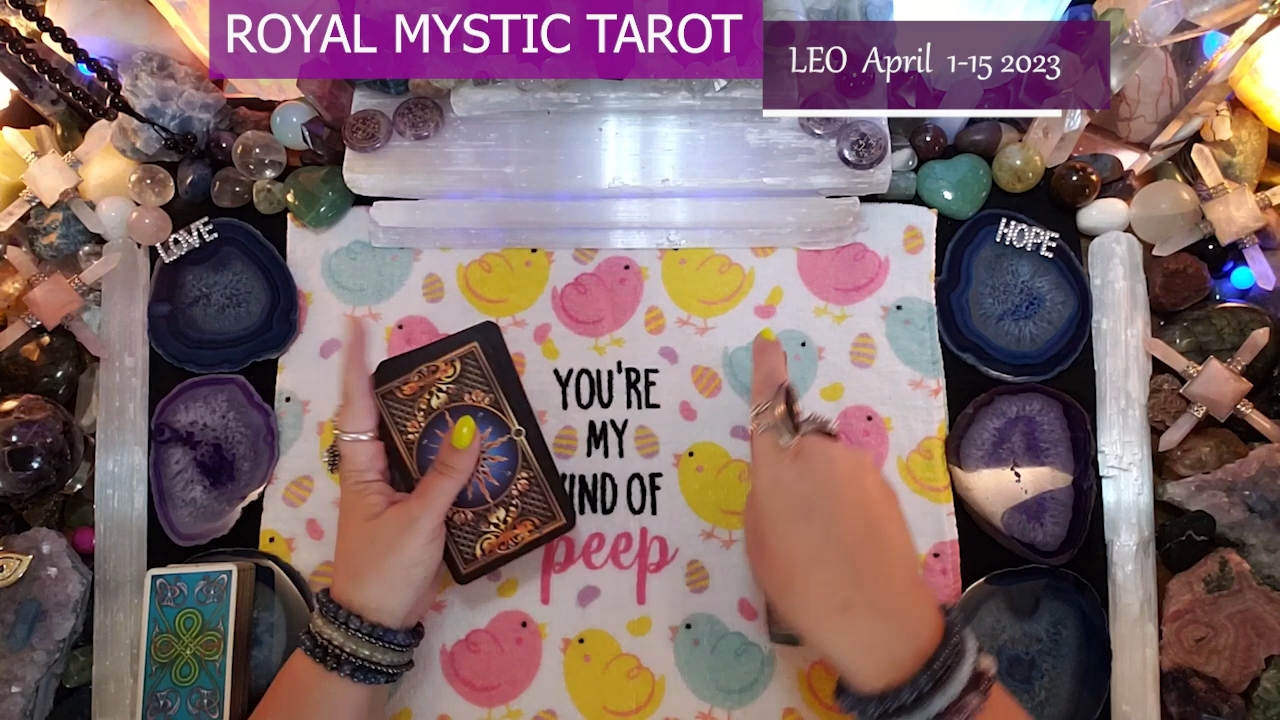 ROYAL MYSTIC TAROT
LEO April 1-15 2023
LOVE
HOPE
YOU'RE
MY
KIND OF
peep